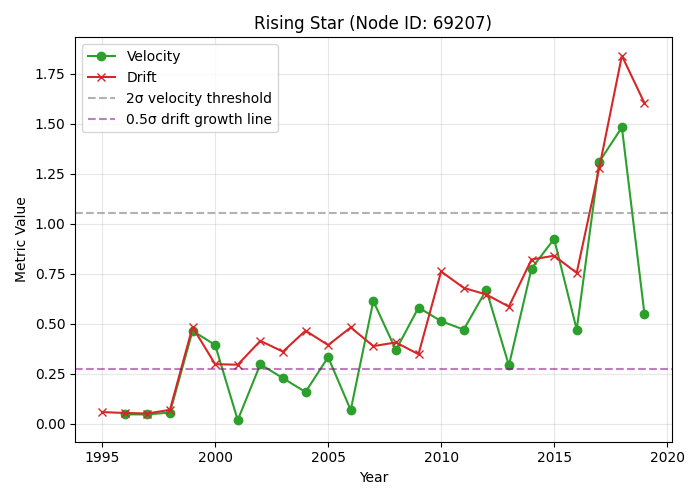 Rising Star (Node ID: 69207)
Velocity
Drift
2σ velocity threshold
0.5σ drift growth line
Metric Value
1.75
1.50
1.25
1.00
0.75
0.50
0.25
0.00
1995 2000 2005 2010 2015 2020
Year